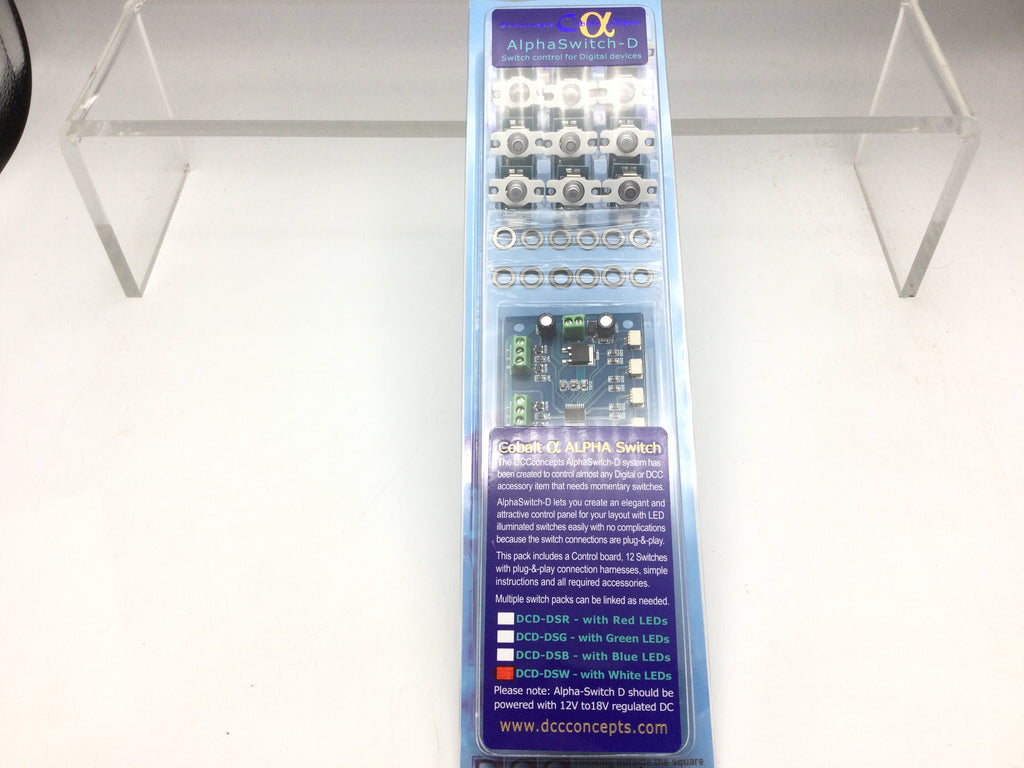 α
AlphaSwitch-D
Switch control for Digital devices
Cobalt α ALPHA Switch
The DCCconcepts AlphaSwitch-D system has
been created to control almost any Digital or DCC
accessory item that needs momentary switches.
AlphaSwitch-D lets you create an elegant and
attractive control panel for your layout with LED
illuminated switches easily with no complications
because the switch connections are plug-&-play.
This pack includes a Control board, 12 Switches
with plug-&-play connection harnesses, simple
instructions and all required accessories.
Multiple switch packs can be linked as needed.
DCD-DSR - with Red LEDs
DCD-DSG - with Green LEDs
DCD-DSB - with Blue LEDs
DCD-DSW - with White LEDs
Please note: Alpha-Switch D should be
powered with 12V to18V regulated DC
www.dccconcepts.com
Thinking outside the square